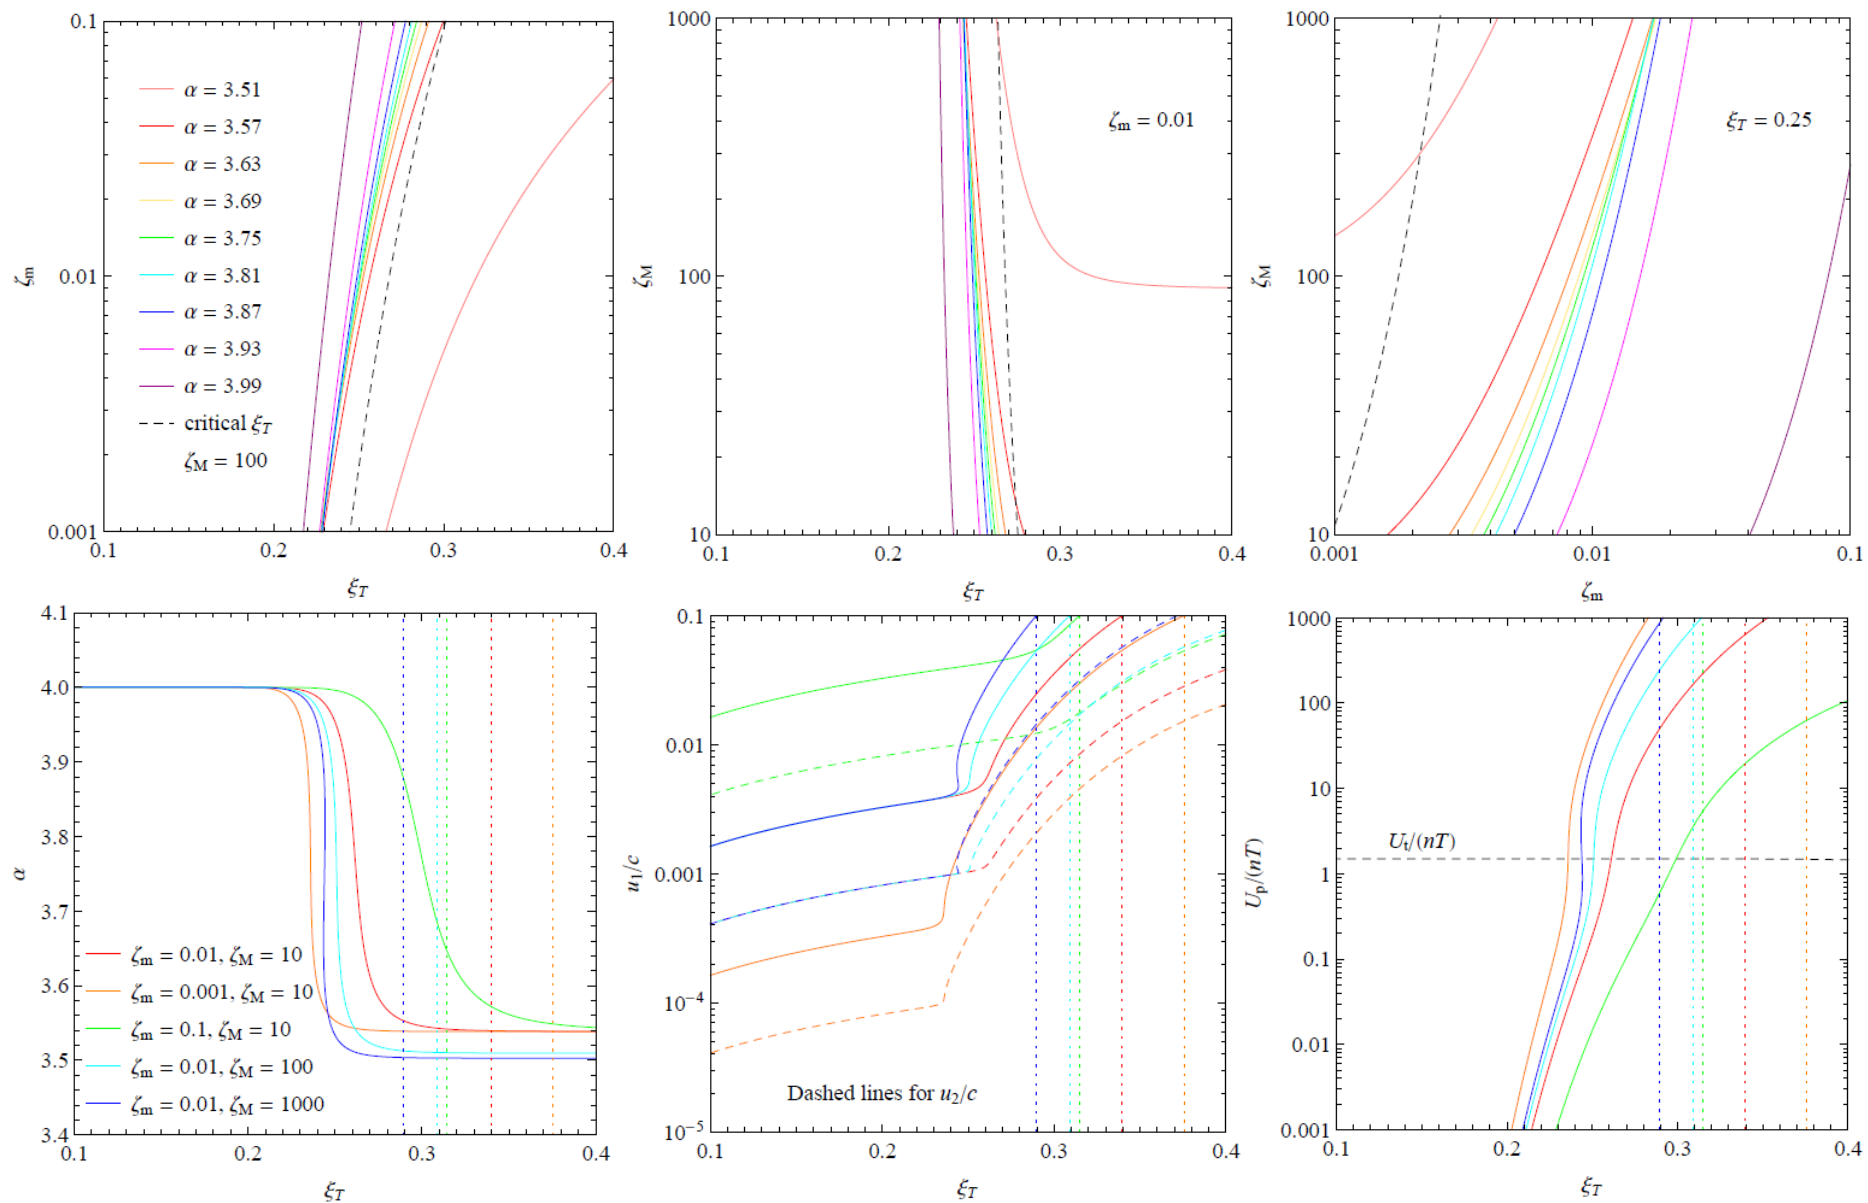 0.1
α = 3.51
α = 3.57
α = 3.63
α = 3.69
α = 3.75
α = 3.81
α = 3.87
α = 3.93
α = 3.99
critical ξT
ζM = 100
ζm
0.01
0.001
0.1
0.2
0.3
0.4
ξT
1000
ζm = 0.01
ζM
100
10
0.1
0.2
0.3
0.4
ξT
1000
ξT = 0.25
ζM
100
10
0.001
0.01
0.1
ζm
4.1
4.0
3.9
3.8
α
3.7
3.6
3.5
3.4
ζm = 0.01, ζM = 10
ζm = 0.001, ζM = 10
ζm = 0.1, ζM = 10
ζm = 0.01, ζM = 100
ζm = 0.01, ζM = 1000
0.1
0.2
0.3
0.4
ξT
0.1
0.01
u1/c
0.001
10−4
10−5
Dashed lines for u2/c
0.1
0.2
0.3
0.4
ξT
1000
100
10
Ut/(nT)
Up/(nT)
1
0.1
0.01
0.001
0.1
0.2
0.3
0.4
ξT